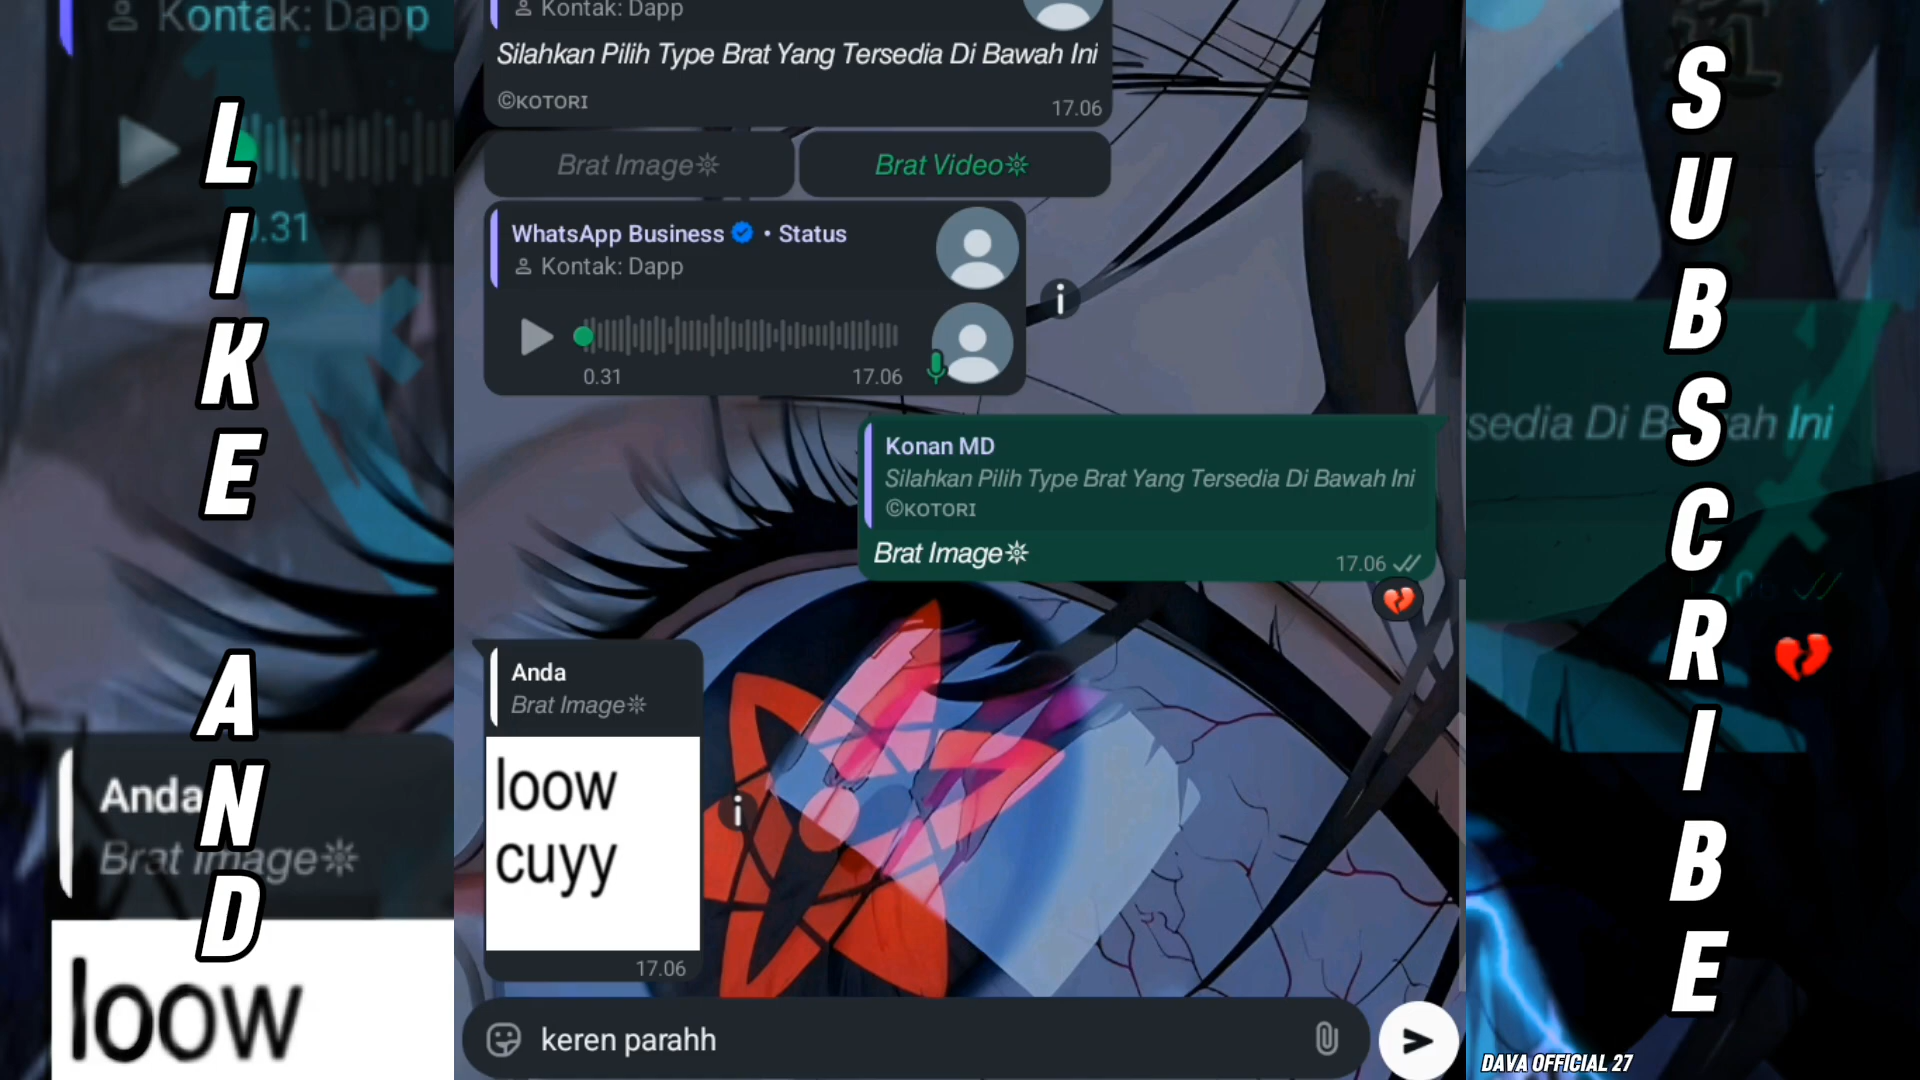 Kontak: Dapp
0.31
Anda
Brat Image❊
loow
LIKE AND
Kontak: Dapp
Silahkan Pilih Type Brat Yang Tersedia Di Bawah Ini
©KOTORI
17.06
Brat Image❊
Brat Video❊
WhatsApp Business • Status
Kontak: Dapp
0.31
17.06
Konan MD
Silahkan Pilih Type Brat Yang Tersedia Di Bawah Ini
©KOTORI
Brat Image❊
17.06
Anda
Brat Image❊
loow
cuyy
17.06
keren parahh
SUBSCRIBE
sedia Di Bawah Ini
DAVA OFFICIAL 27